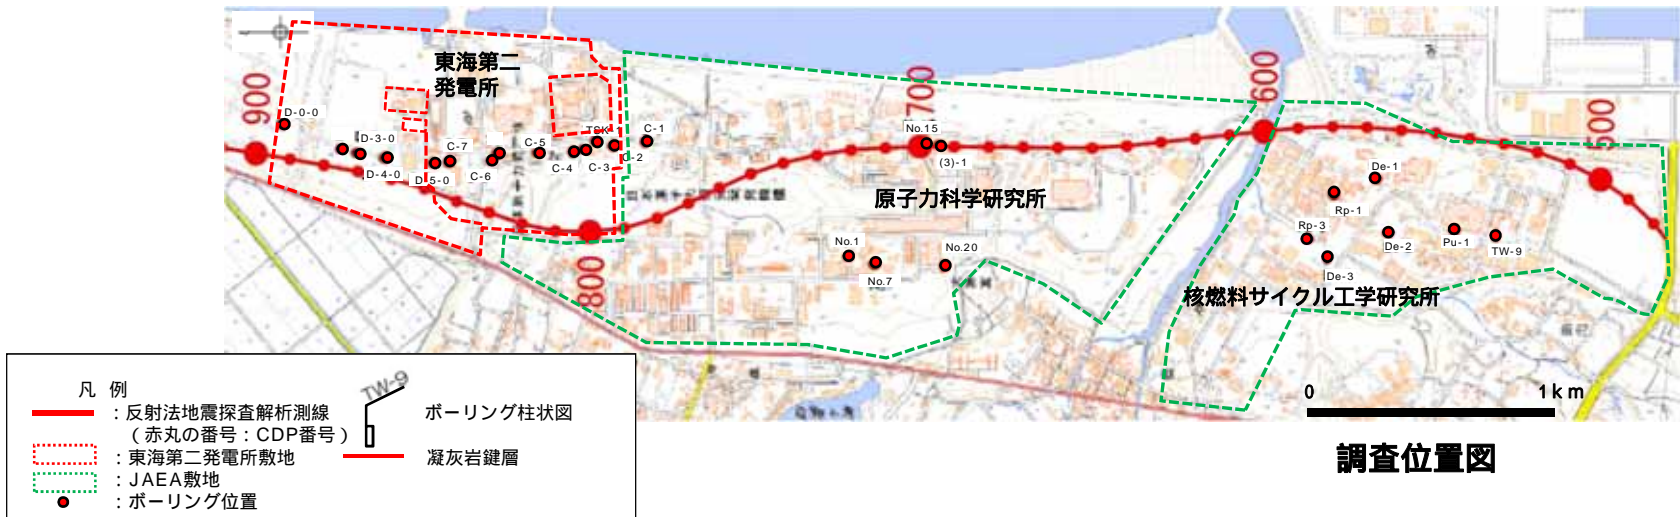 東海第二
発電所
900
800
700
600
500
D-0-0
D-3-0
D-4-0
D-5-0
C-7
C-6
C-5
C-4
TSK-1
C-3
C-2
C-1
No.15
(3)-1
原子力科学研究所
No.1
No.7
No.20
De-1
Rp-1
Rp-3
De-2
De-3
Pu-1
TW-9
核燃料サイクル工学研究所
0 1km
調査位置図
凡 例
:反射法地震探査解析測線
(赤丸の番号:CDP番号)
:東海第二発電所敷地
:JAEA敷地
:ボーリング位置
TW-9
ボーリング柱状図
凝灰岩鍵層